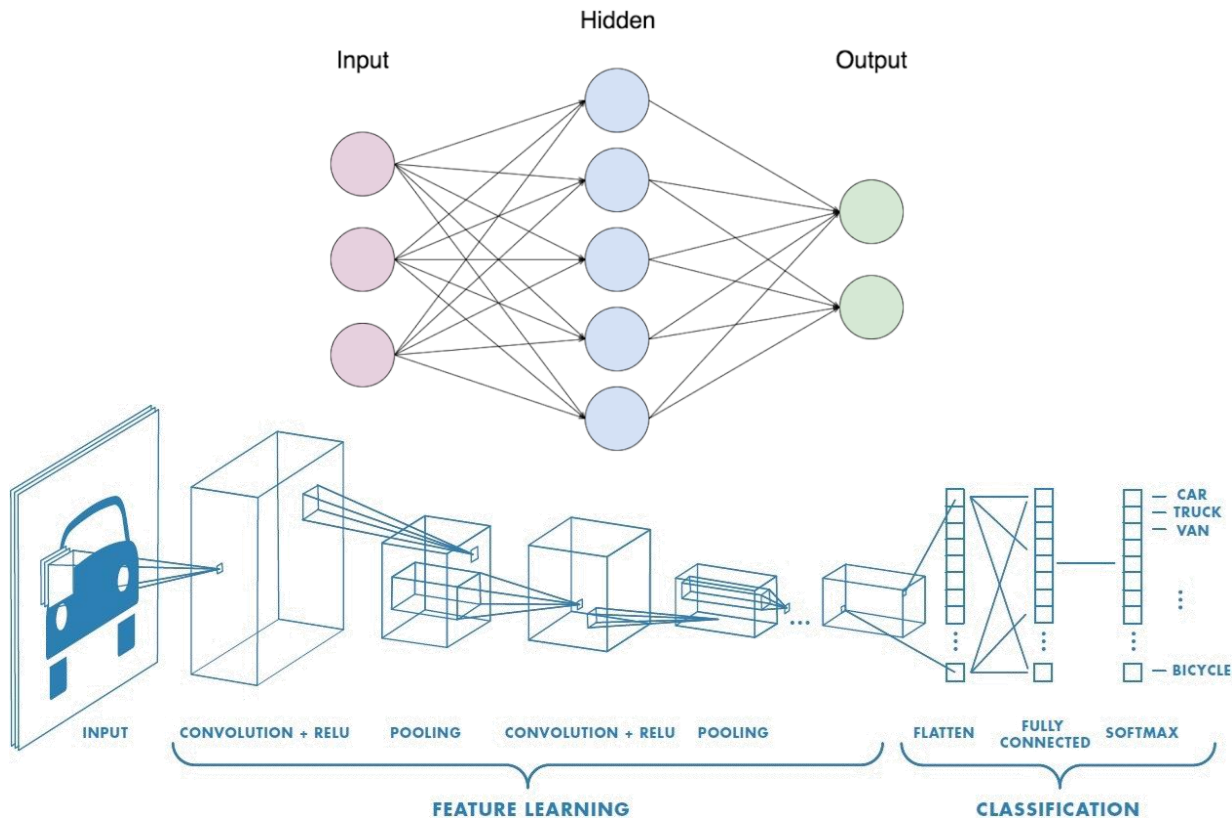 Hidden
Input
Output
CAR
TRUCK
VAN
BICYCLE
INPUT
CONVOLUTION + RELU
POOLING
CONVOLUTION + RELU
POOLING
FLATTEN
FULLY
CONNECTED
SOFTMAX
FEATURE LEARNING
CLASSIFICATION